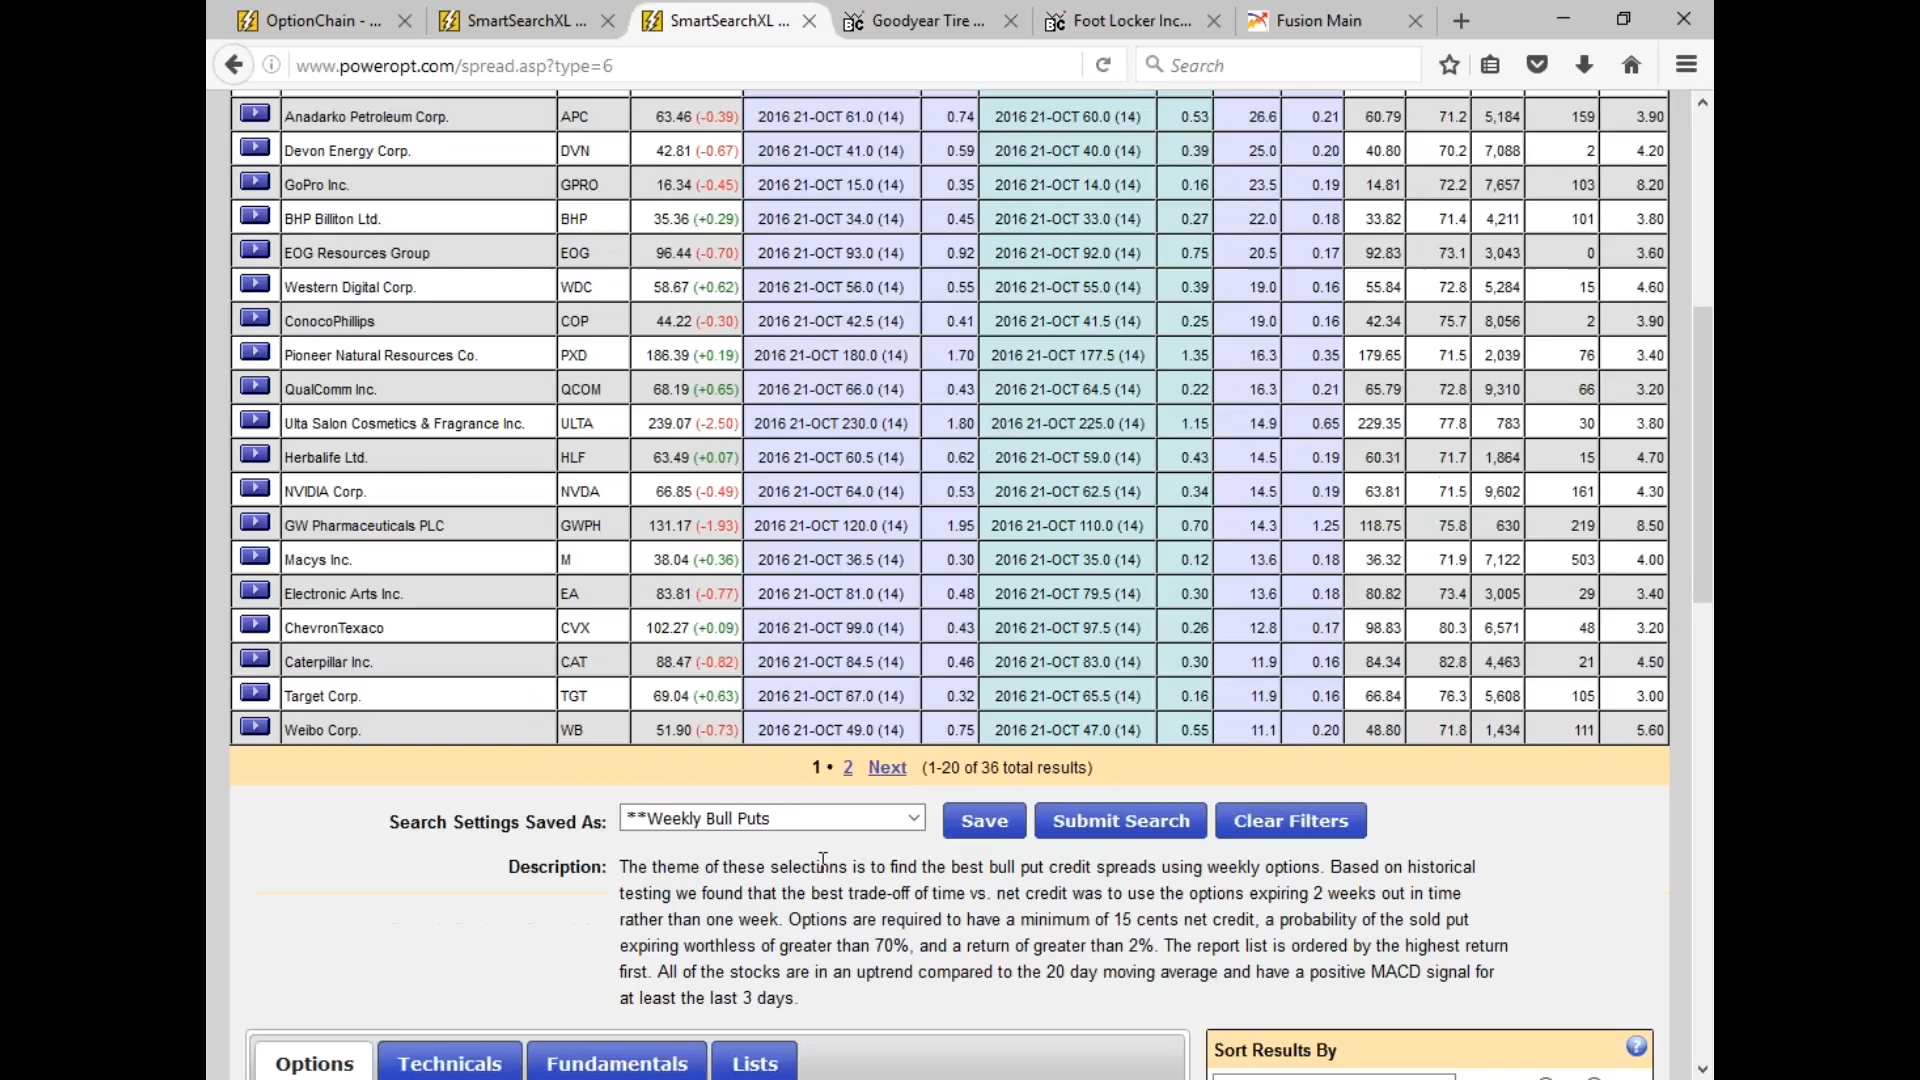 OptionChain - ... SmartSearchXL ... SmartSearchXL ... Goodyear Tire ... Foot Locker Inc... Fusion Main
www.poweropt.com/spread.asp?type=6 Search
Anadarko Petroleum Corp. APC 63.46 (-0.39) 2016 21-OCT 61.0 (14) 0.74 2016 21-OCT 60.0 (14) 0.53 26.6 0.21 60.79 71.2 5,184 159 3.90
Devon Energy Corp. DVN 42.81 (-0.67) 2016 21-OCT 41.0 (14) 0.59 2016 21-OCT 40.0 (14) 0.39 25.0 0.20 40.80 70.2 7,088 2 4.20
GoPro Inc. GPRO 16.34 (-0.45) 2016 21-OCT 15.0 (14) 0.35 2016 21-OCT 14.0 (14) 0.16 23.5 0.19 14.81 72.2 7,657 103 8.20
BHP Billiton Ltd. BHP 35.36 (+0.29) 2016 21-OCT 34.0 (14) 0.45 2016 21-OCT 33.0 (14) 0.27 22.0 0.18 33.82 71.4 4,211 101 3.80
EOG Resources Group EOG 96.44 (-0.70) 2016 21-OCT 93.0 (14) 0.92 2016 21-OCT 92.0 (14) 0.75 20.5 0.17 92.83 73.1 3,043 0 3.60
Western Digital Corp. WDC 58.67 (+0.62) 2016 21-OCT 56.0 (14) 0.55 2016 21-OCT 55.0 (14) 0.39 19.0 0.16 55.84 72.8 5,284 15 4.60
ConocoPhillips COP 44.22 (-0.30) 2016 21-OCT 42.5 (14) 0.41 2016 21-OCT 41.5 (14) 0.25 19.0 0.16 42.34 75.7 8,056 2 3.90
Pioneer Natural Resources Co. PXD 186.39 (+0.19) 2016 21-OCT 180.0 (14) 1.70 2016 21-OCT 177.5 (14) 1.35 16.3 0.35 179.65 71.5 2,039 76 3.40
QualComm Inc. QCOM 68.19 (+0.65) 2016 21-OCT 66.0 (14) 0.43 2016 21-OCT 64.5 (14) 0.22 16.3 0.21 65.79 72.8 9,310 66 3.20
Ulta Salon Cosmetics & Fragrance Inc. ULTA 239.07 (-2.50) 2016 21-OCT 230.0 (14) 1.80 2016 21-OCT 225.0 (14) 1.15 14.9 0.65 229.35 77.8 783 30 3.80
Herbalife Ltd. HLF 63.49 (+0.07) 2016 21-OCT 60.5 (14) 0.62 2016 21-OCT 59.0 (14) 0.43 14.5 0.19 60.31 71.7 1,864 15 4.70
NVIDIA Corp. NVDA 66.85 (-0.49) 2016 21-OCT 64.0 (14) 0.53 2016 21-OCT 62.5 (14) 0.34 14.5 0.19 63.81 71.5 9,602 161 4.30
GW Pharmaceuticals PLC GWPH 131.17 (-1.93) 2016 21-OCT 120.0 (14) 1.95 2016 21-OCT 110.0 (14) 0.70 14.3 1.25 118.75 75.8 630 219 8.50
Macys Inc. M 38.04 (+0.36) 2016 21-OCT 36.5 (14) 0.30 2016 21-OCT 35.0 (14) 0.12 13.6 0.18 36.32 71.9 7,122 503 4.00
Electronic Arts Inc. EA 83.81 (-0.77) 2016 21-OCT 81.0 (14) 0.48 2016 21-OCT 79.5 (14) 0.30 13.6 0.18 80.82 73.4 3,005 29 3.40
ChevronTexaco CVX 102.27 (+0.09) 2016 21-OCT 99.0 (14) 0.43 2016 21-OCT 97.5 (14) 0.26 12.8 0.17 98.83 80.3 6,571 48 3.20
Caterpillar Inc. CAT 88.47 (-0.82) 2016 21-OCT 84.5 (14) 0.46 2016 21-OCT 83.0 (14) 0.30 11.9 0.16 84.34 82.8 4,463 21 4.50
Target Corp. TGT 69.04 (+0.63) 2016 21-OCT 67.0 (14) 0.32 2016 21-OCT 65.5 (14) 0.16 11.9 0.16 66.84 76.3 5,608 105 3.00
Weibo Corp. WB 51.90 (-0.73) 2016 21-OCT 49.0 (14) 0.75 2016 21-OCT 47.0 (14) 0.55 11.1 0.20 48.80 71.8 1,434 111 5.60
1 • 2 Next (1-20 of 36 total results)
Search Settings Saved As: **Weekly Bull Puts Save Submit Search Clear Filters
Description: The theme of these selections is to find the best bull put credit spreads using weekly options. Based on historical
testing we found that the best trade-off of time vs. net credit was to use the options expiring 2 weeks out in time
rather than one week. Options are required to have a minimum of 15 cents net credit, a probability of the sold put
expiring worthless of greater than 70%, and a return of greater than 2%. The report list is ordered by the highest return
first. All of the stocks are in an uptrend compared to the 20 day moving average and have a positive MACD signal for
at least the last 3 days.
Options Technicals Fundamentals Lists Sort Results By ?